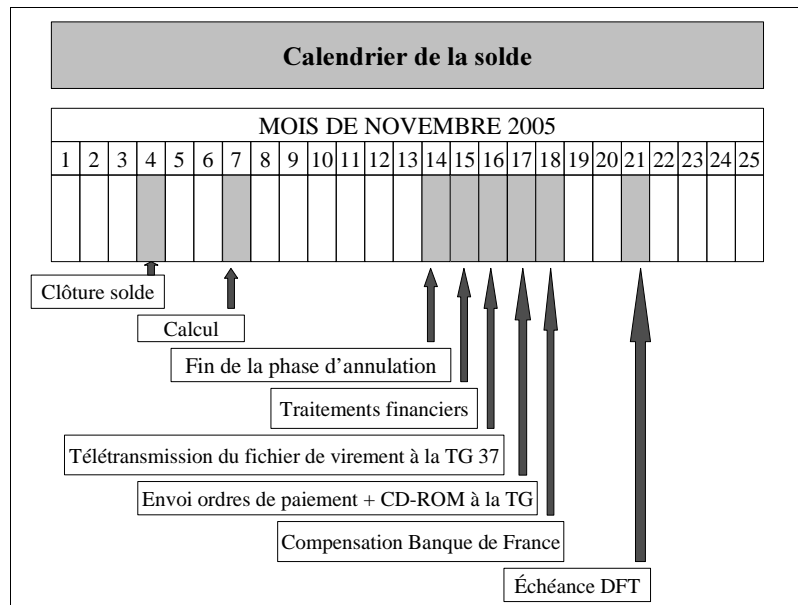 Calendrier de la solde
MOIS DE NOVEMBRE 2005
1 2 3 4 5 6 7 8 9 10 11 12 13 14 15 16 17 18 19 20 21 22 23 24 25
Clôture solde
Calcul
Fin de la phase d'annulation
Traitements financiers
Télétransmission du fichier de virement à la TG 37
Envoi ordres de paiement + CD-ROM à la TG
Compensation Banque de France
Échéance DFT